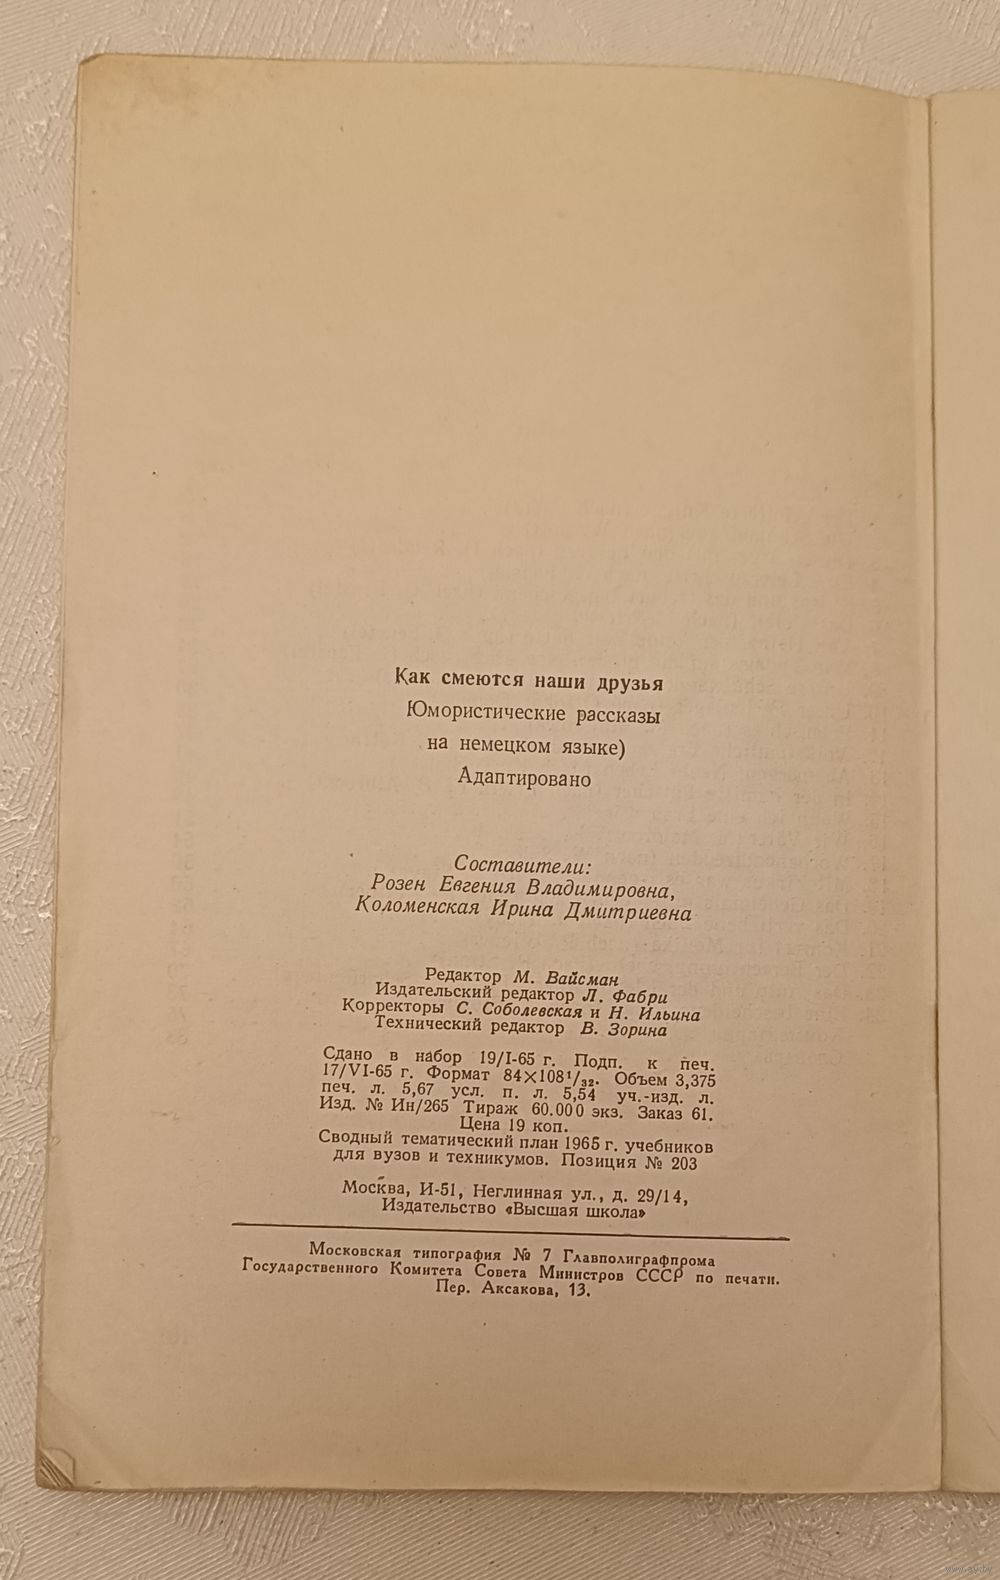 Как смеются наши друзья
Юмористические рассказы
на немецком языке)
Адаптировано
Составители:
Розен Евгения Владимировна,
Коломенская Ирина Дмитриевна
Редактор М. Вайсман
Издательский редактор Л. Фабри
Корректоры С. Соболевская и Н. Ильина
Технический редактор В. Зорина
Сдано в набор 19/I-65 г. Подп. к печ.
17/VI-65 г. Формат 84×108¹/₃₂. Объем 3,375
печ. л. 5,67 усл. п. л. 5,54 уч.-изд. л.
Изд. № Ин/265 Тираж 60.000 экз. Заказ 61.
Цена 19 коп.
Сводный тематический план 1965 г. учебников
для вузов и техникумов. Позиция № 203
Москва, И-51, Неглинная ул., д. 29/14,
Издательство «Высшая школа»
Московская типография № 7 Главполиграфпрома
Государственного Комитета Совета Министров СССР по печати.
Пер. Аксакова, 13.